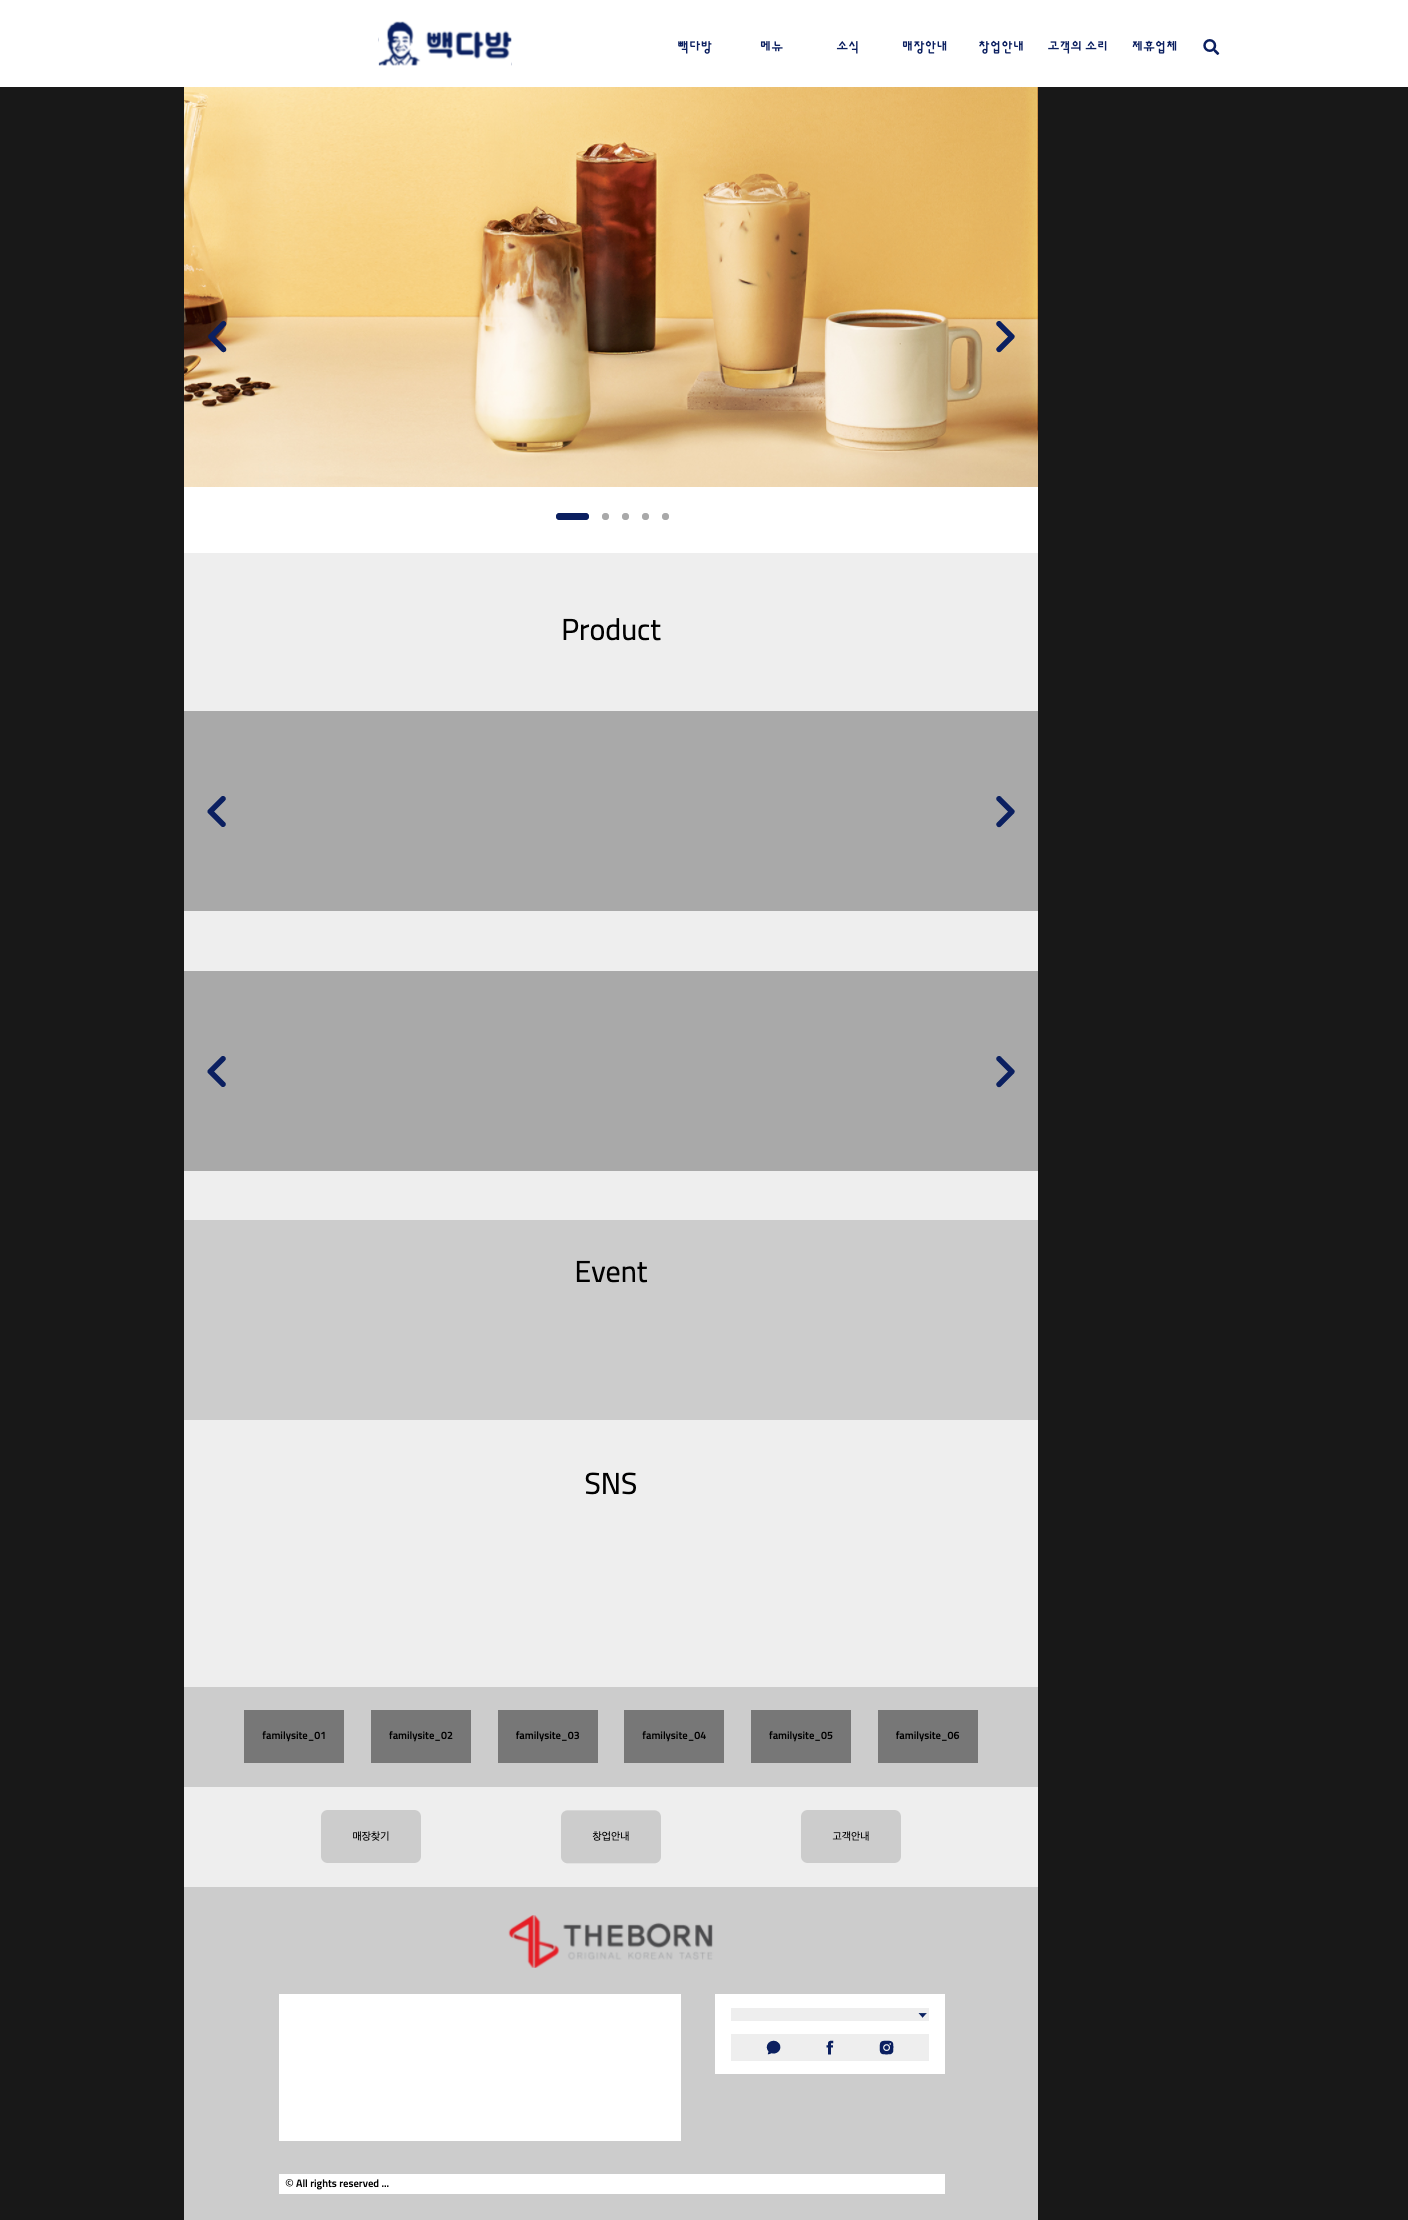 빽다방
빽다방 메뉴 소식 매장안내 창업안내 고객의 소리 제휴업체
Product
Event
SNS
familysite_01 familysite_02 familysite_03 familysite_04 familysite_05 familysite_06
매장찾기 창업안내 고객안내
THEBORN
ORIGINAL KOREAN TASTE
© All rights reserved ...